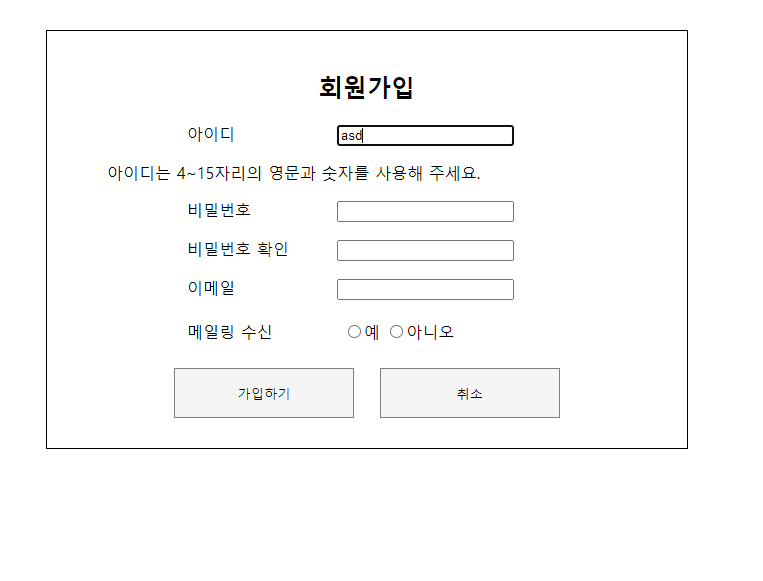 회원가입
아이디 asd
아이디는 4~15자리의 영문과 숫자를 사용해 주세요.
비밀번호
비밀번호 확인
이메일
메일링 수신 예 아니오
가입하기 취소